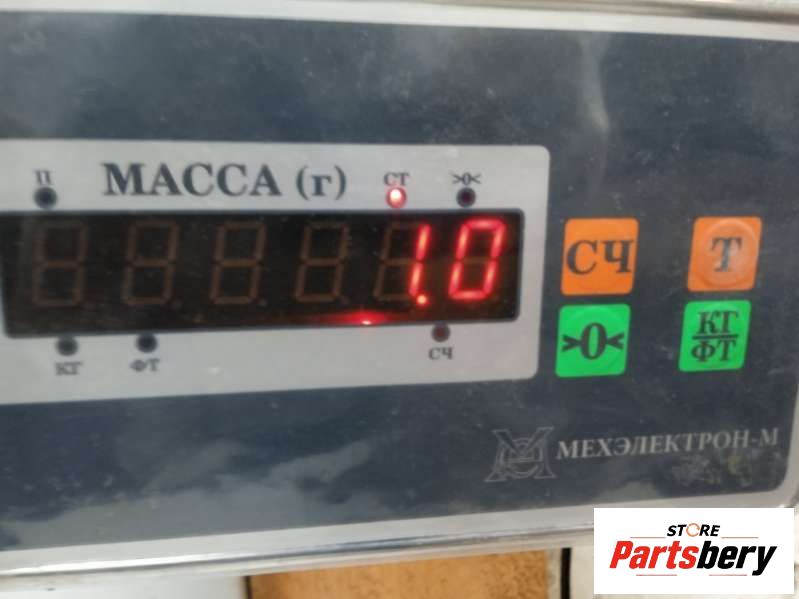 П МАССА (г) СТ >0<
1.0
КГ ФТ СЧ
СЧ Т
>0< КГ/ФТ
МЕХЭЛЕКТРОН-М
STORE
Partsbery